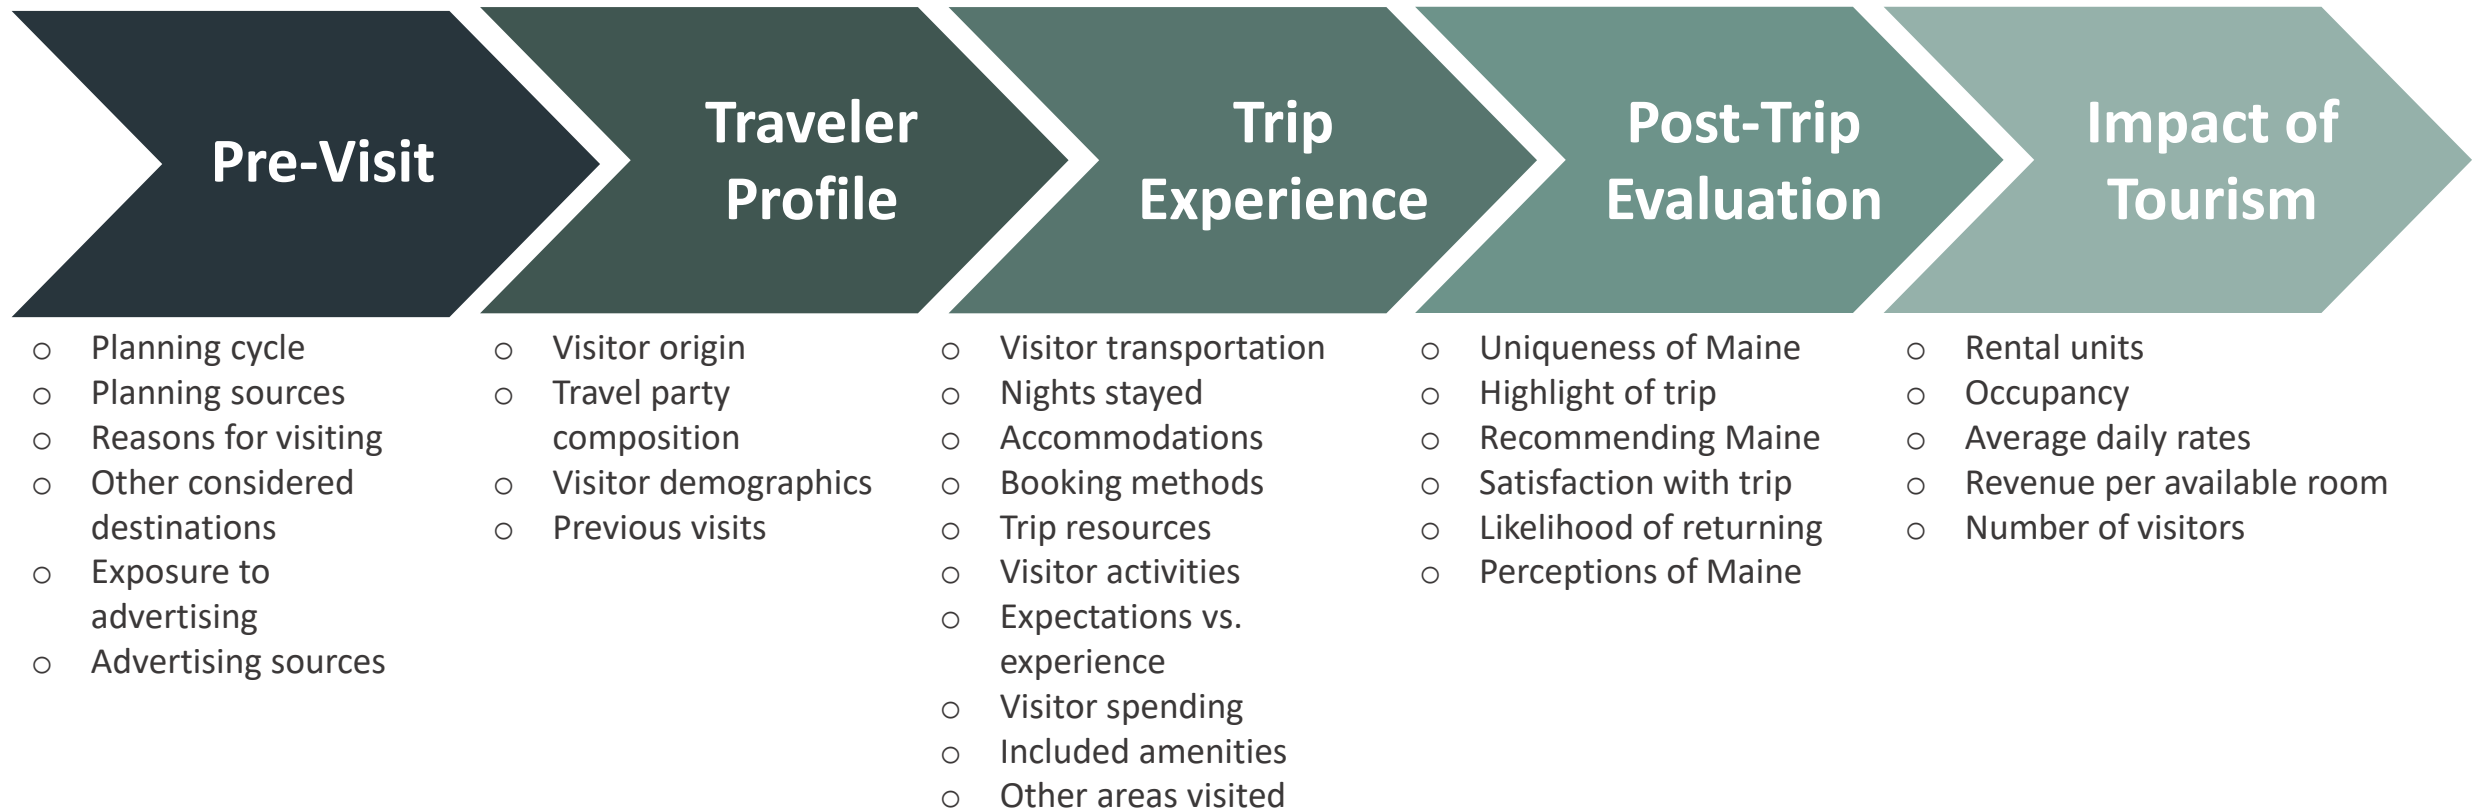 Pre-Visit
○ Planning cycle
○ Planning sources
○ Reasons for visiting
○ Other considered
destinations
○ Exposure to
advertising
○ Advertising sources
Traveler
Profile
○ Visitor origin
○ Travel party
composition
○ Visitor demographics
○ Previous visits
Trip
Experience
○ Visitor transportation
○ Nights stayed
○ Accommodations
○ Booking methods
○ Trip resources
○ Visitor activities
○ Expectations vs.
experience
○ Visitor spending
○ Included amenities
○ Other areas visited
Post-Trip
Evaluation
○ Uniqueness of Maine
○ Highlight of trip
○ Recommending Maine
○ Satisfaction with trip
○ Likelihood of returning
○ Perceptions of Maine
Impact of
Tourism
○ Rental units
○ Occupancy
○ Average daily rates
○ Revenue per available room
○ Number of visitors